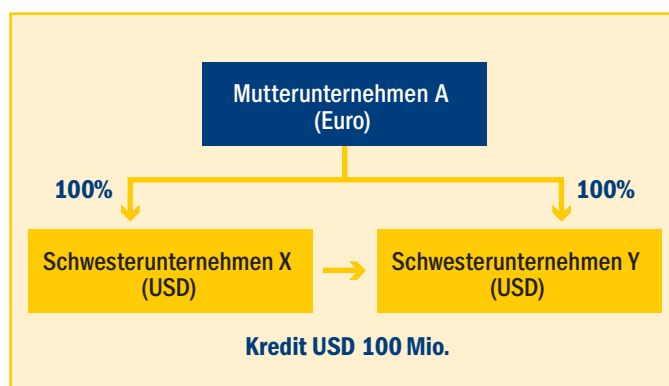 Mutterunternehmen A
(Euro)
100%
100%
Schwesterunternehmen X
(USD)
Schwesterunternehmen Y
(USD)
Kredit USD 100 Mio.